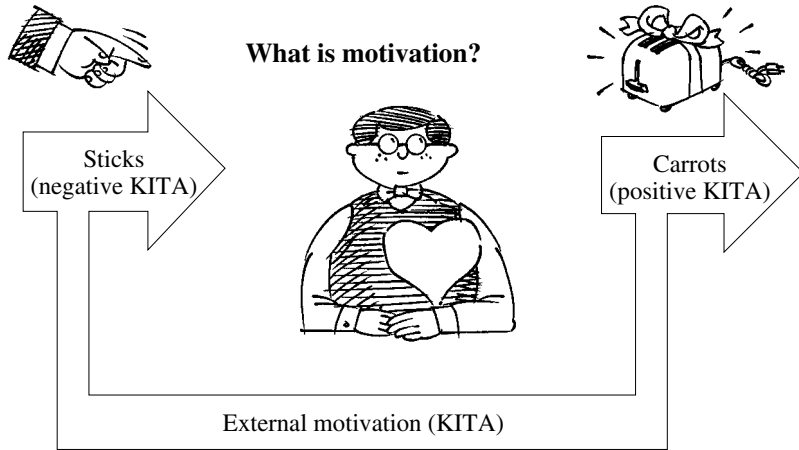 What is motivation?
Sticks
(negative KITA)
Carrots
(positive KITA)
External motivation (KITA)